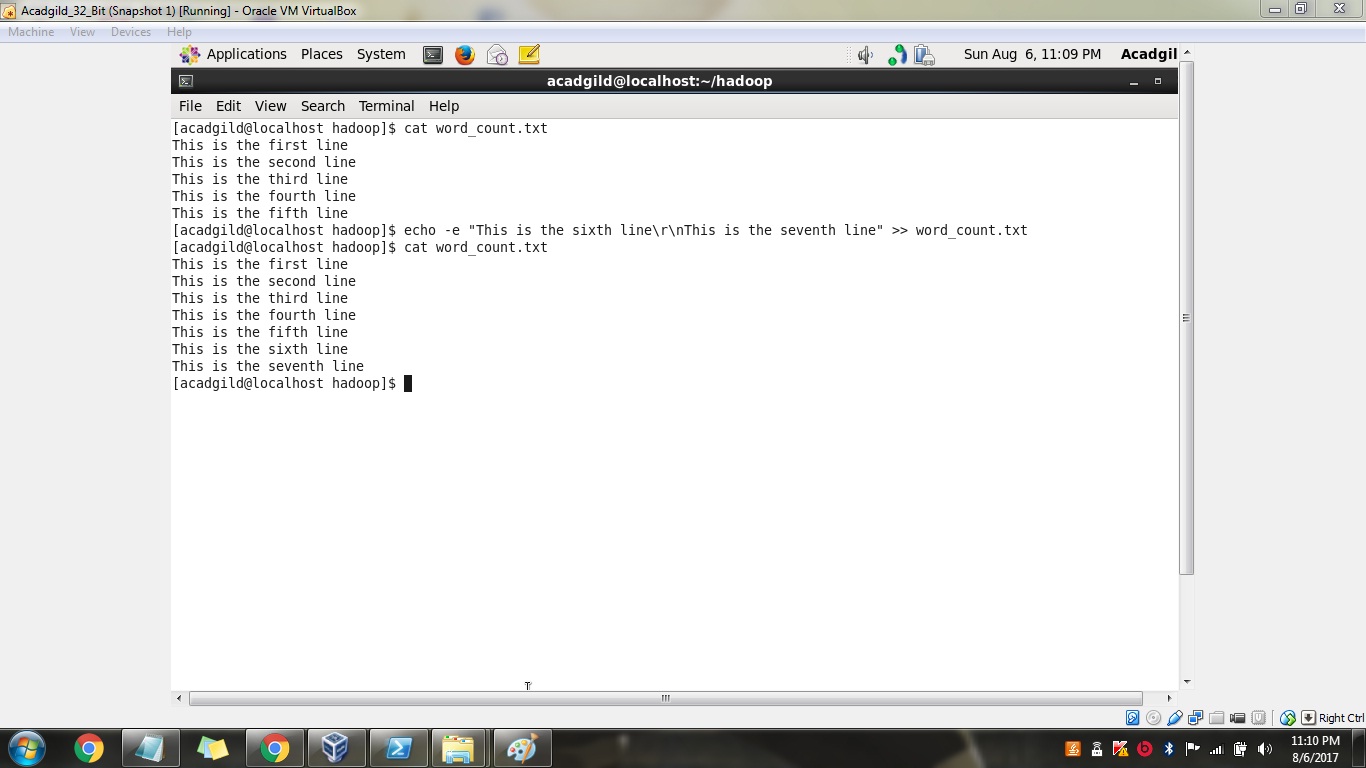 Acadgild_32_Bit (Snapshot 1) [Running] - Oracle VM VirtualBox
Machine View Devices Help
Applications Places System Sun Aug 6, 11:09 PM Acadgil
acadgild@localhost:~/hadoop
File Edit View Search Terminal Help
[acadgild@localhost hadoop]$ cat word_count.txt
This is the first line
This is the second line
This is the third line
This is the fourth line
This is the fifth line
[acadgild@localhost hadoop]$ echo -e "This is the sixth line\r\nThis is the seventh line" >> word_count.txt
[acadgild@localhost hadoop]$ cat word_count.txt
This is the first line
This is the second line
This is the third line
This is the fourth line
This is the fifth line
This is the sixth line
This is the seventh line
[acadgild@localhost hadoop]$
Right Ctrl
11:10 PM
8/6/2017